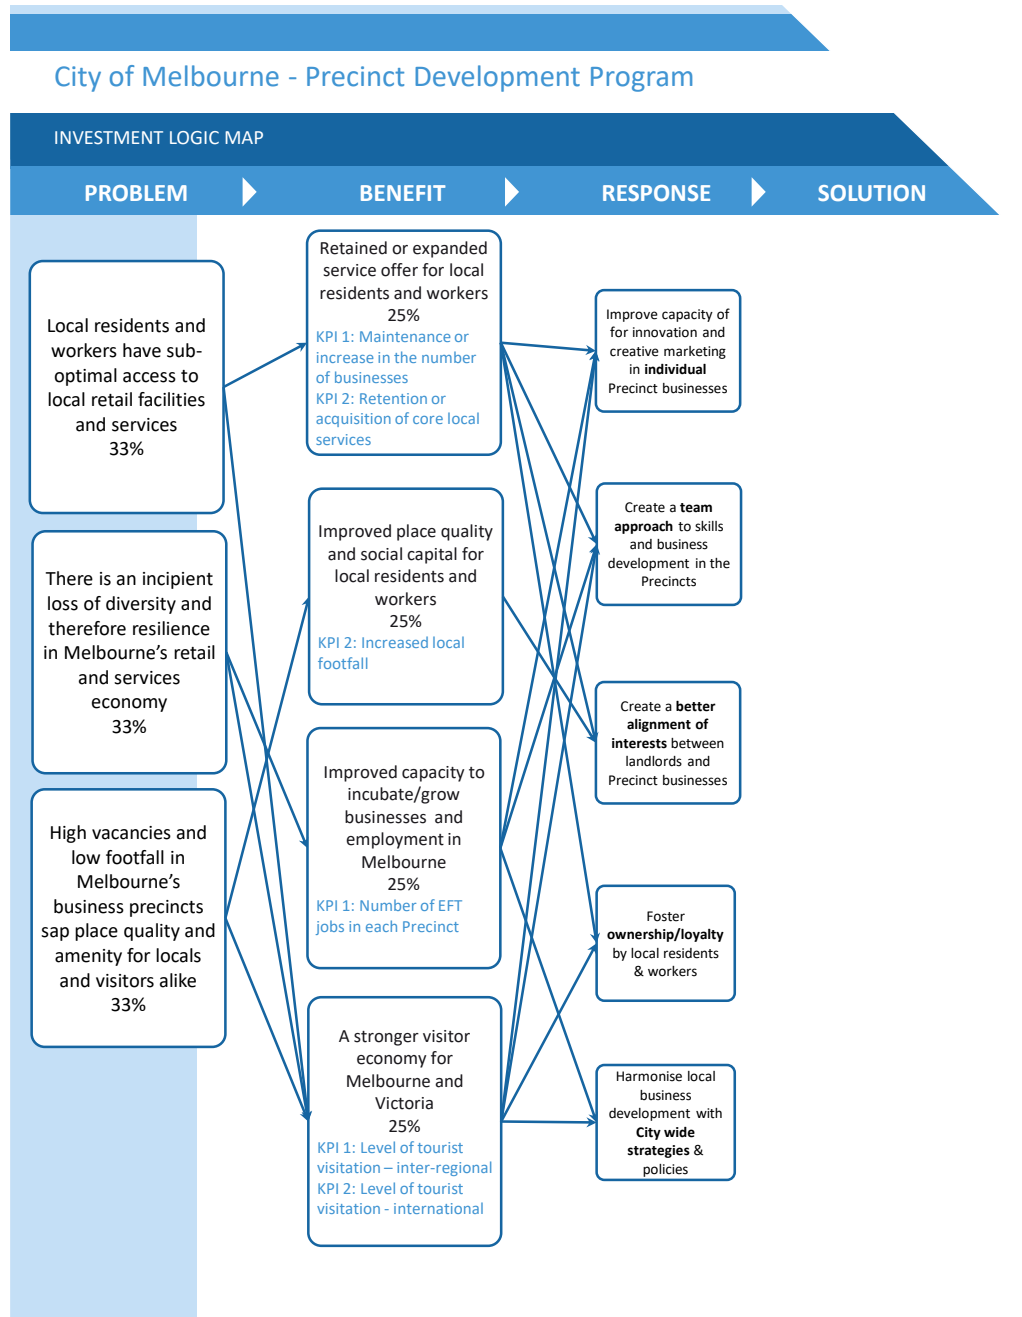 City of Melbourne - Precinct Development Program
INVESTMENT LOGIC MAP
PROBLEM
BENEFIT
RESPONSE
SOLUTION
Local residents and
workers have sub-
optimal access to
local retail facilities
and services
33%
There is an incipient
loss of diversity and
therefore resilience
in Melbourne's retail
and services
economy
33%
High vacancies and
low footfall in
Melbourne's
business precincts
sap place quality and
amenity for locals
and visitors alike
33%
Retained or expanded
service offer for local
residents and workers
25%
KPI 1: Maintenance or
increase in the number
of businesses
KPI 2: Retention or
acquisition of core local
services
Improved place quality
and social capital for
local residents and
workers
25%
KPI 2: Increased local
footfall
Improved capacity to
incubate/grow
businesses and
employment in
Melbourne
25%
KPI 1: Number of EFT
jobs in each Precinct
A stronger visitor
economy for
Melbourne and
Victoria
25%
KPI 1: Level of tourist
visitation – inter-regional
KPI 2: Level of tourist
visitation - international
Improve capacity of
for innovation and
creative marketing
in individual
Precinct businesses
Create a team
approach to skills
and business
development in the
Precincts
Create a better
alignment of
interests between
landlords and
Precinct businesses
Foster
ownership/loyalty
by local residents
& workers
Harmonise local
business
development with
City wide
strategies &
policies